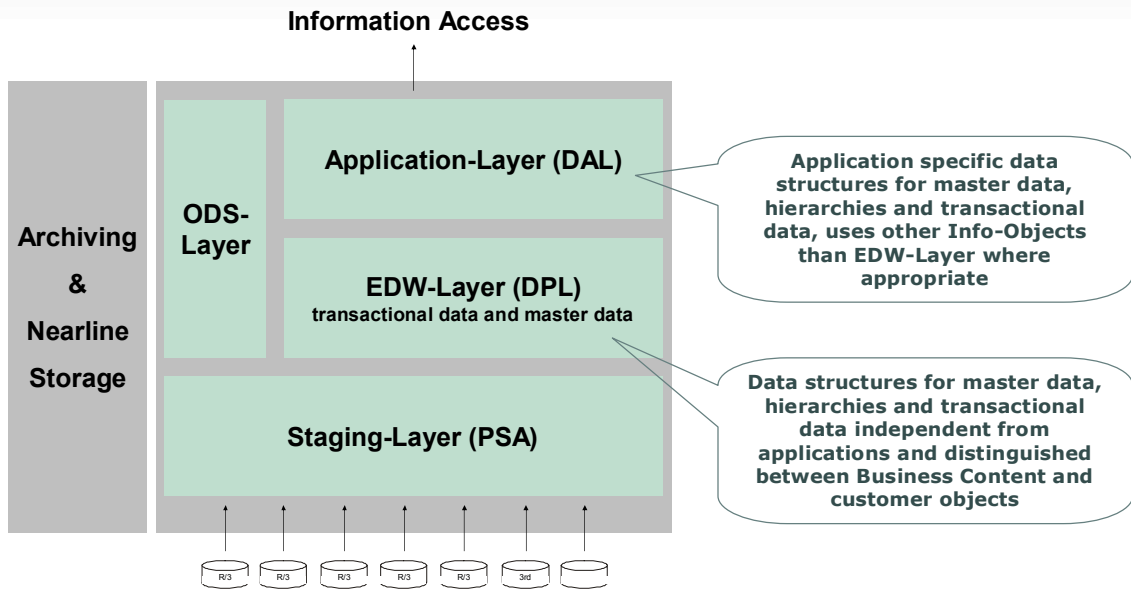 Information Access
Application-Layer (DAL)
ODS-
Layer
EDW-Layer (DPL)
transactional data and master data
Staging-Layer (PSA)
Archiving
&
Nearline
Storage
Application specific data
structures for master data,
hierarchies and transactional
data, uses other Info-Objects
than EDW-Layer where
appropriate
Data structures for master data,
hierarchies and transactional
data independent from
applications and distinguished
between Business Content and
customer objects
R/3
R/3
R/3
R/3
R/3
3rd